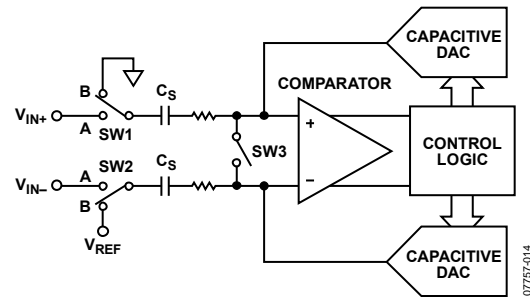 CAPACITIVE
DAC
COMPARATOR
B
CS
VIN+
A
SW1
+
SW3
CONTROL
LOGIC
SW2
CS
VIN–
A
B
–
VREF
CAPACITIVE
DAC
07757-014